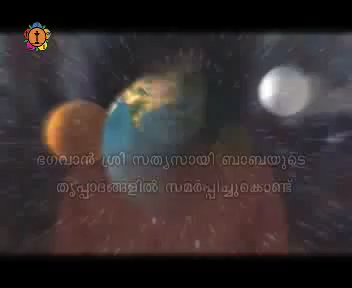 ഭഗവാൻ ശ്രീ സത്യസായി ബാബയുടെ
തൃപ്പാദങ്ങളിൽ സമർപ്പിച്ചുകൊണ്ട്